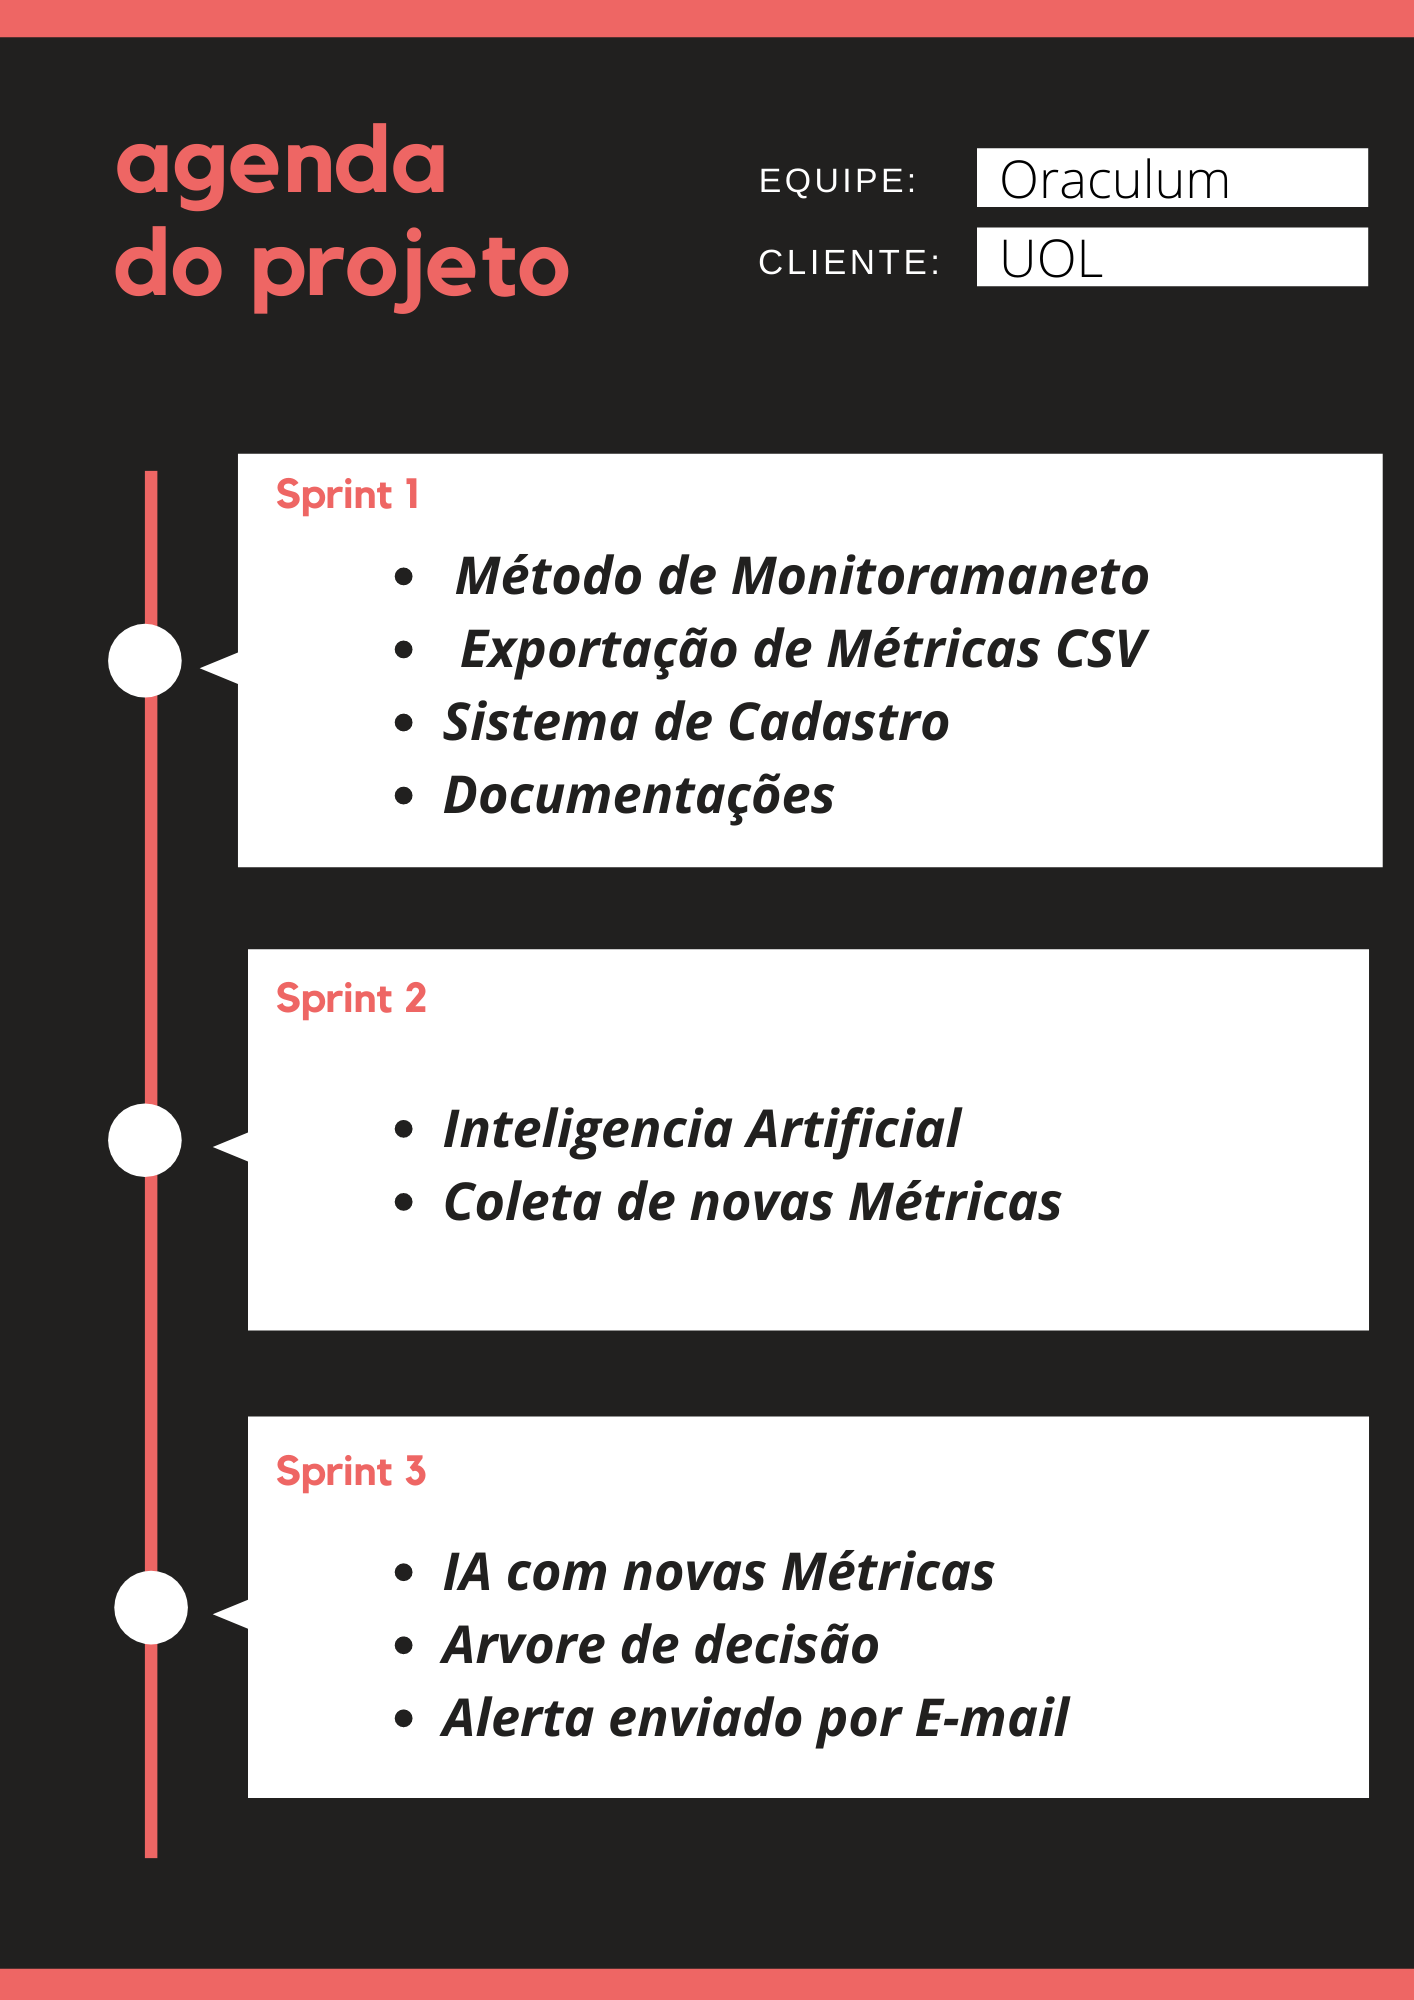 agenda
do projeto
EQUIPE: Oraculum
CLIENTE: UOL
Sprint 1
• Método de Monitoramaneto
• Exportação de Métricas CSV
• Sistema de Cadastro
• Documentações
Sprint 2
• Inteligencia Artificial
• Coleta de novas Métricas
Sprint 3
• IA com novas Métricas
• Arvore de decisão
• Alerta enviado por E-mail